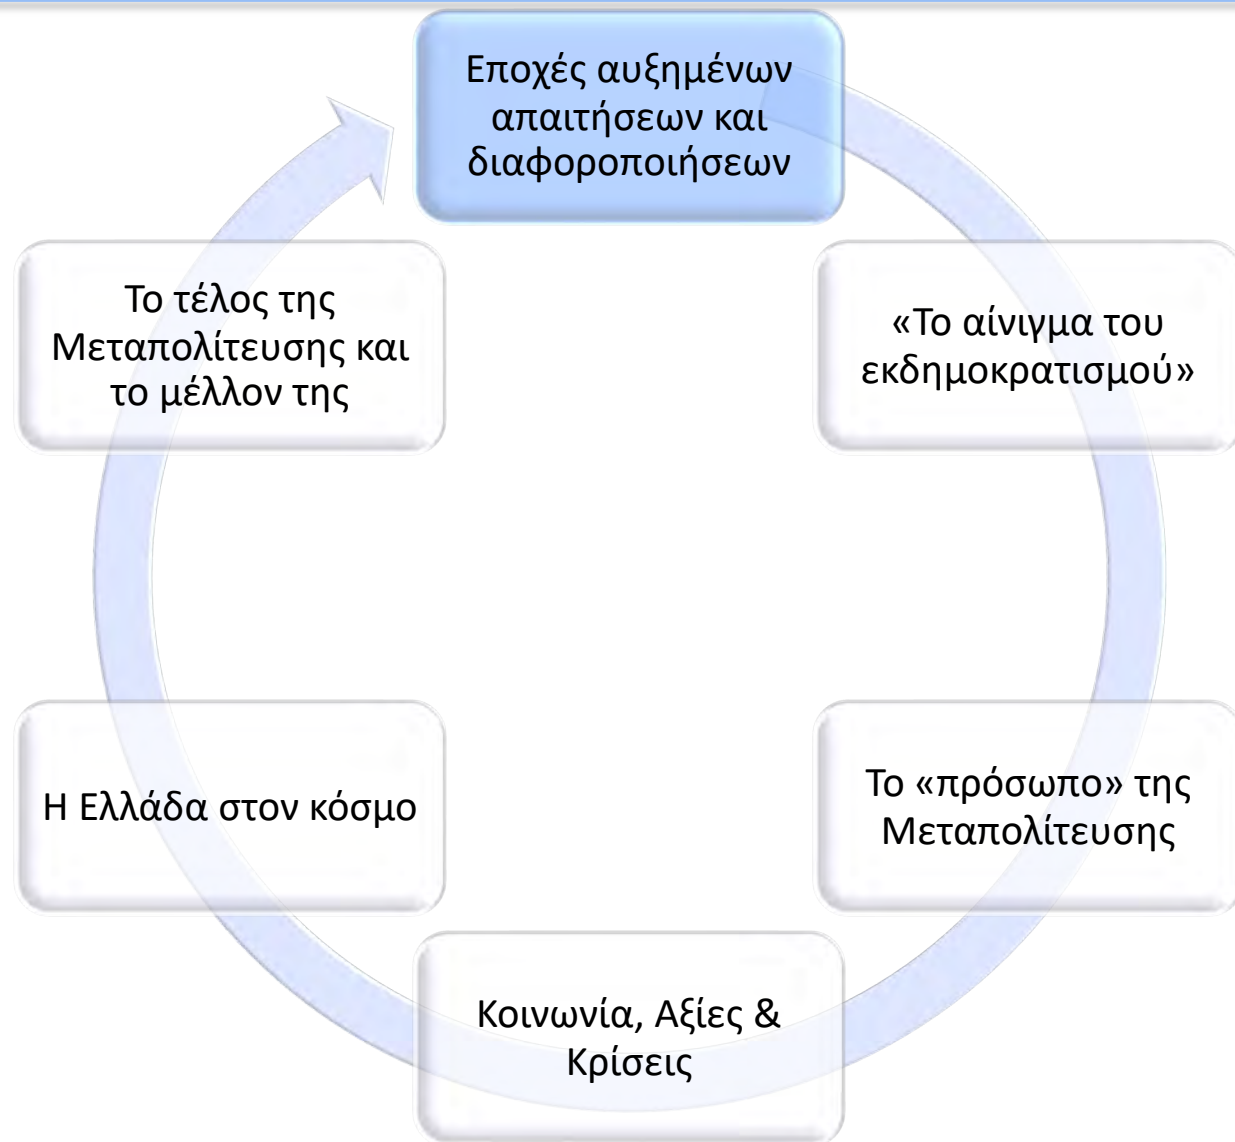 Εποχές αυξημένων
απαιτήσεων και
διαφοροποιήσεων
«Το αίνιγμα του
εκδημοκρατισμού»
Το «πρόσωπο» της
Μεταπολίτευσης
Κοινωνία, Αξίες &
Κρίσεις
Η Ελλάδα στον κόσμο
Το τέλος της
Μεταπολίτευσης και
το μέλλον της